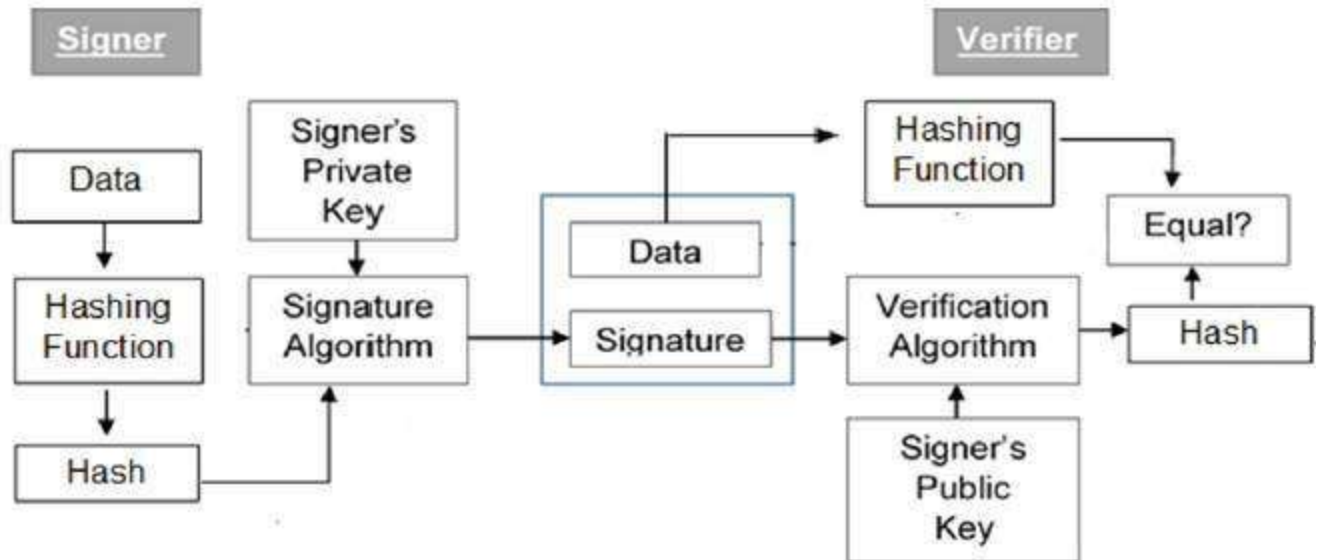 Signer
Verifier
Data
Hashing
Function
Hash
Signer's
Private
Key
Signature
Algorithm
Data
Signature
Hashing
Function
Verification
Algorithm
Signer's
Public
Key
Equal?
Hash